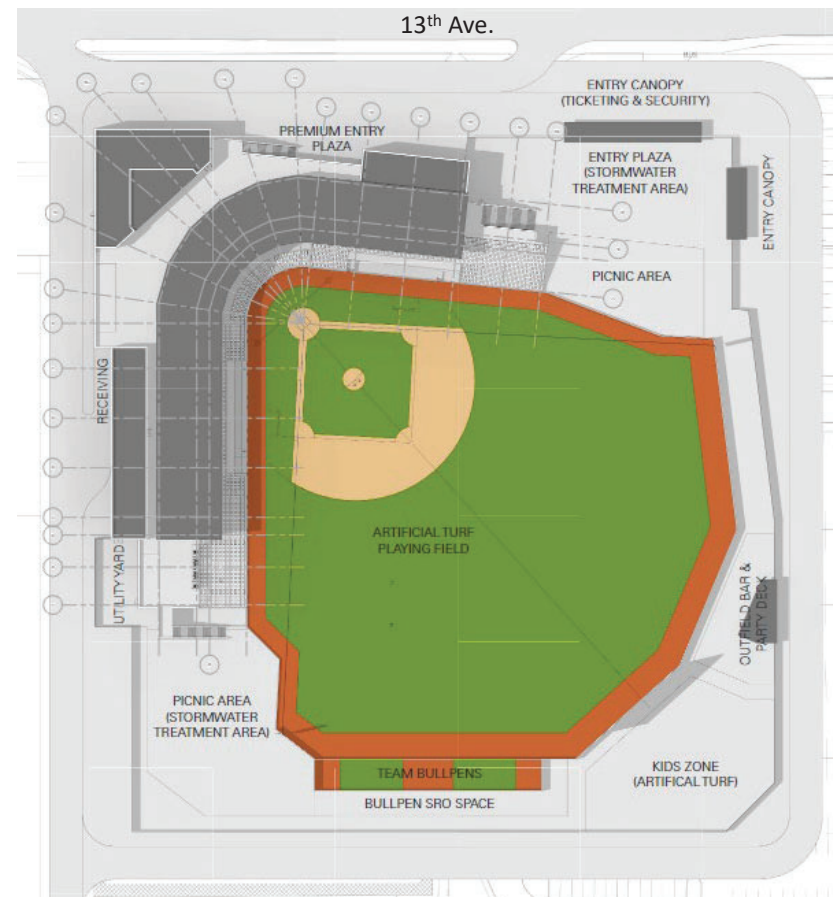 13th Ave.
ENTRY CANOPY
(TICKETING & SECURITY)
PREMIUM ENTRY
PLAZA
ENTRY PLAZA
(STORMWATER
TREATMENT AREA)
ENTRY CANOPY
PICNIC AREA
RECEIVING
ARTIFICIAL TURF
PLAYING FIELD
UTILITY YARD
OUTFIELD BAR &
PARTY DECK
PICNIC AREA
(STORMWATER
TREATMENT AREA)
KIDS ZONE
(ARTIFICAL TURF)
TEAM BULLPENS
BULLPEN SRO SPACE